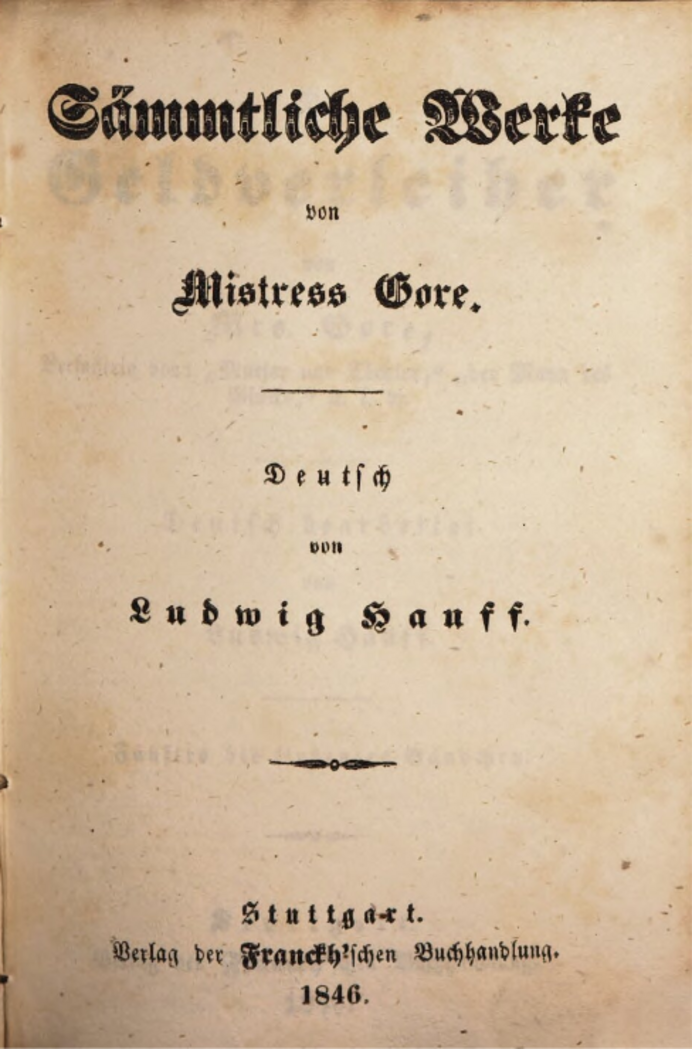 Sämmtliche Werke
von
Mistress Gore.
Deutsch
von
Ludwig Hauff.
Stuttgart.
Verlag der Franckh'schen Buchhandlung.
1846.